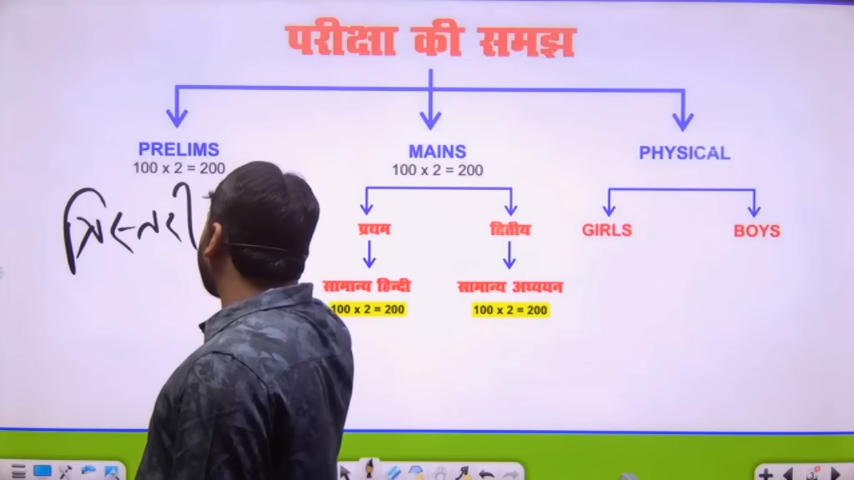 परीक्षा की समझ
PRELIMS
100 x 2 = 200
MAINS
100 x 2 = 200
PHYSICAL
त्रिस्तरी
प्रथम
द्वितीय
GIRLS
BOYS
सामान्य हिन्दी
100 x 2 = 200
सामान्य अध्ययन
100 x 2 = 200